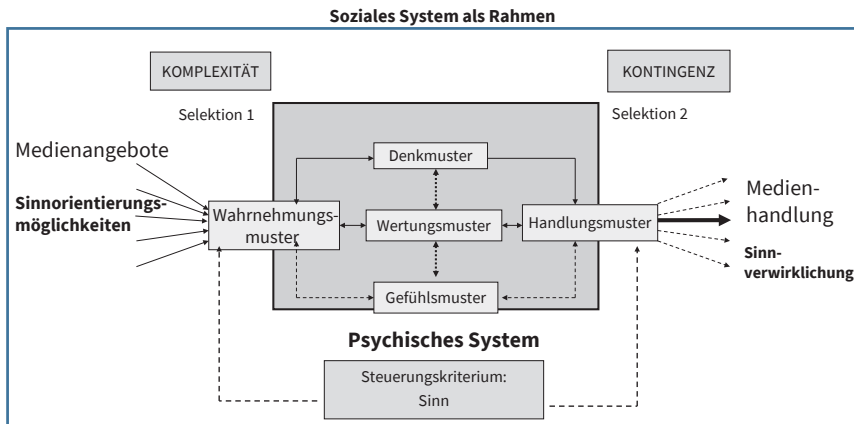 Soziales System als Rahmen
KOMPLEXITÄT
KONTINGENZ
Selektion 1
Selektion 2
Medienangebote
Sinnorientierungs-
möglichkeiten
Wahrnehmungs-
muster
Denkmuster
Wertungsmuster
Gefühlsmuster
Handlungsmuster
Medien-
handlung
Sinn-
verwirklichung
Psychisches System
Steuerungskriterium:
Sinn